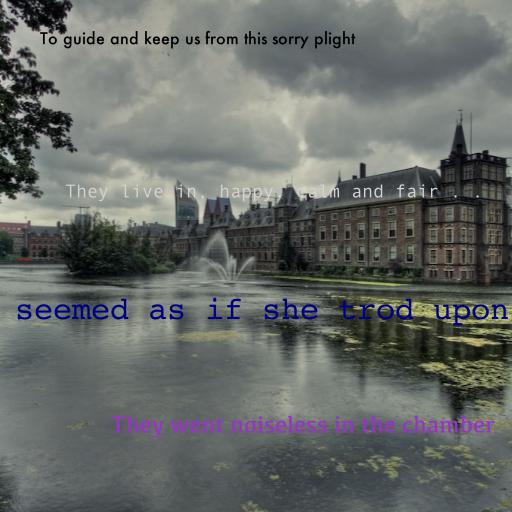 To guide and keep us from this sorry plight
They live in, happy, calm and fair . .
seemed as if she trod upon
They went noiseless in the chamber